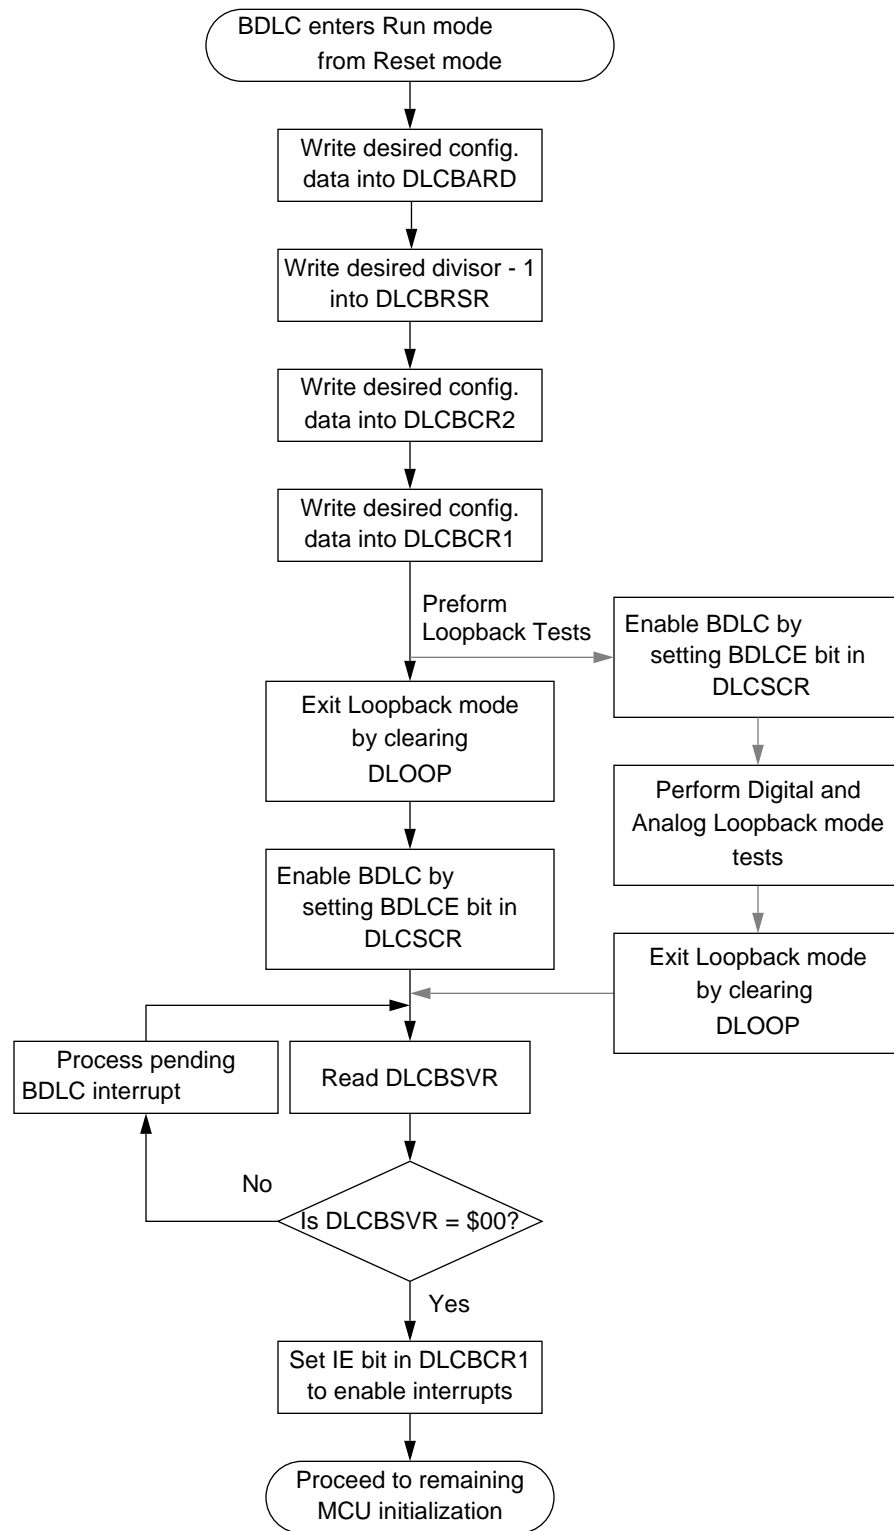 BDLC enters Run mode
from Reset mode
Write desired config.
data into DLCBARD
Write desired divisor - 1
into DLCBRSR
Write desired config.
data into DLCBCR2
Write desired config.
data into DLCBCR1
Preform
Loopback Tests
Enable BDLC by
setting BDLCE bit in
DLCSCR
Exit Loopback mode
by clearing
DLOOP
Perform Digital and
Analog Loopback mode
tests
Enable BDLC by
setting BDLCE bit in
DLCSCR
Exit Loopback mode
by clearing
DLOOP
Process pending
BDLC interrupt
Read DLCBSVR
No
Is DLCBSVR = $00?
Yes
Set IE bit in DLCBCR1
to enable interrupts
Proceed to remaining
MCU initialization